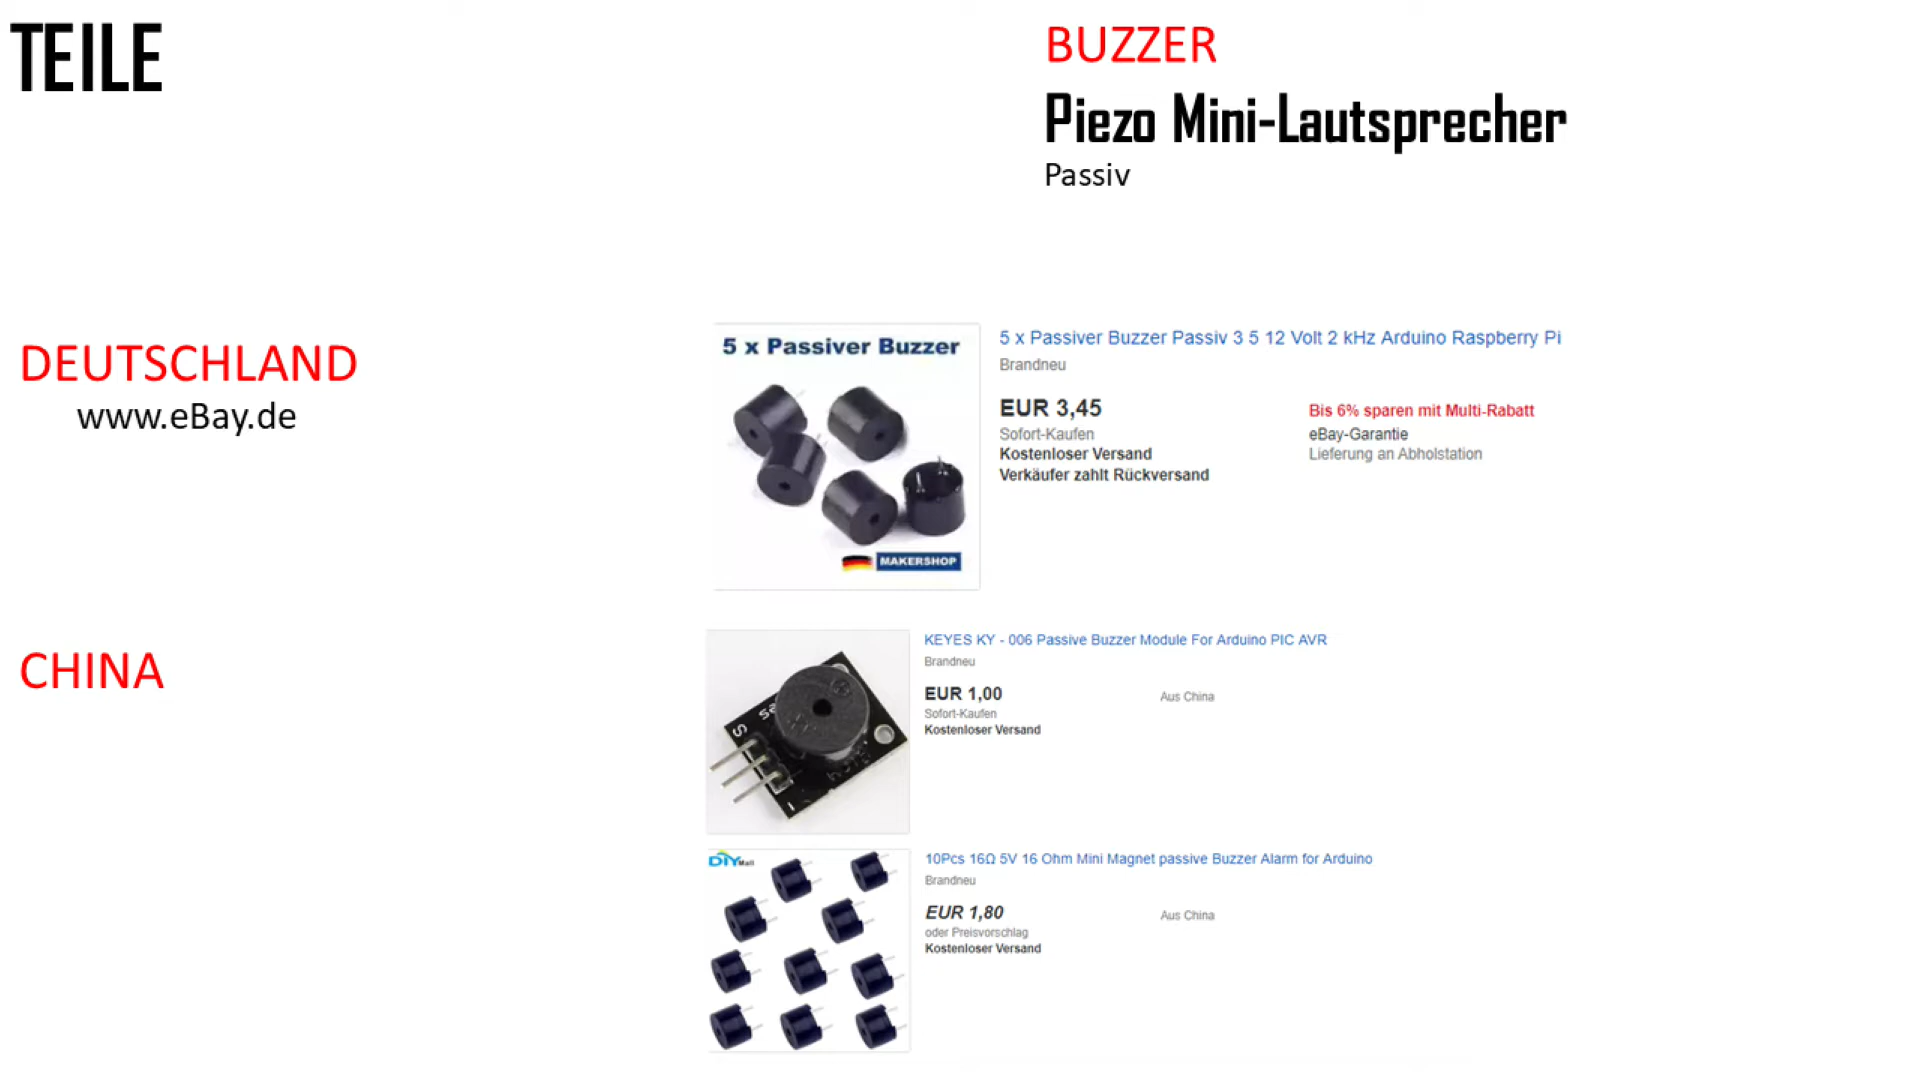 TEILE
BUZZER
Piezo Mini-Lautsprecher
Passiv
DEUTSCHLAND
www.eBay.de
5 x Passiver Buzzer
MAKERSHOP
5 x Passiver Buzzer Passiv 3 5 12 Volt 2 kHz Arduino Raspberry Pi
Brandneu
EUR 3,45
Bis 6% sparen mit Multi-Rabatt
Sofort-Kaufen
eBay-Garantie
Kostenloser Versand
Lieferung an Abholstation
Verkäufer zahlt Rückversand
CHINA
S
KEYES KY - 006 Passive Buzzer Module For Arduino PIC AVR
Brandneu
EUR 1,00
Aus China
Sofort-Kaufen
Kostenloser Versand
DIY Mall
10Pcs 16Ω 5V 16 Ohm Mini Magnet passive Buzzer Alarm for Arduino
Brandneu
EUR 1,80
Aus China
oder Preisvorschlag
Kostenloser Versand